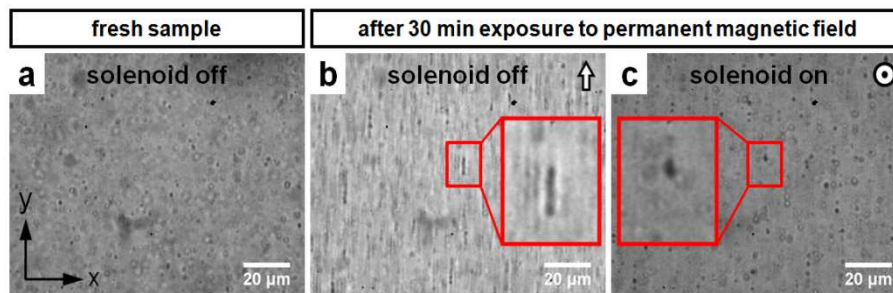 fresh sample
after 30 min exposure to permanent magnetic field
a
solenoid off
b
solenoid off
c
solenoid on
y
x
20 µm
20 µm
20 µm